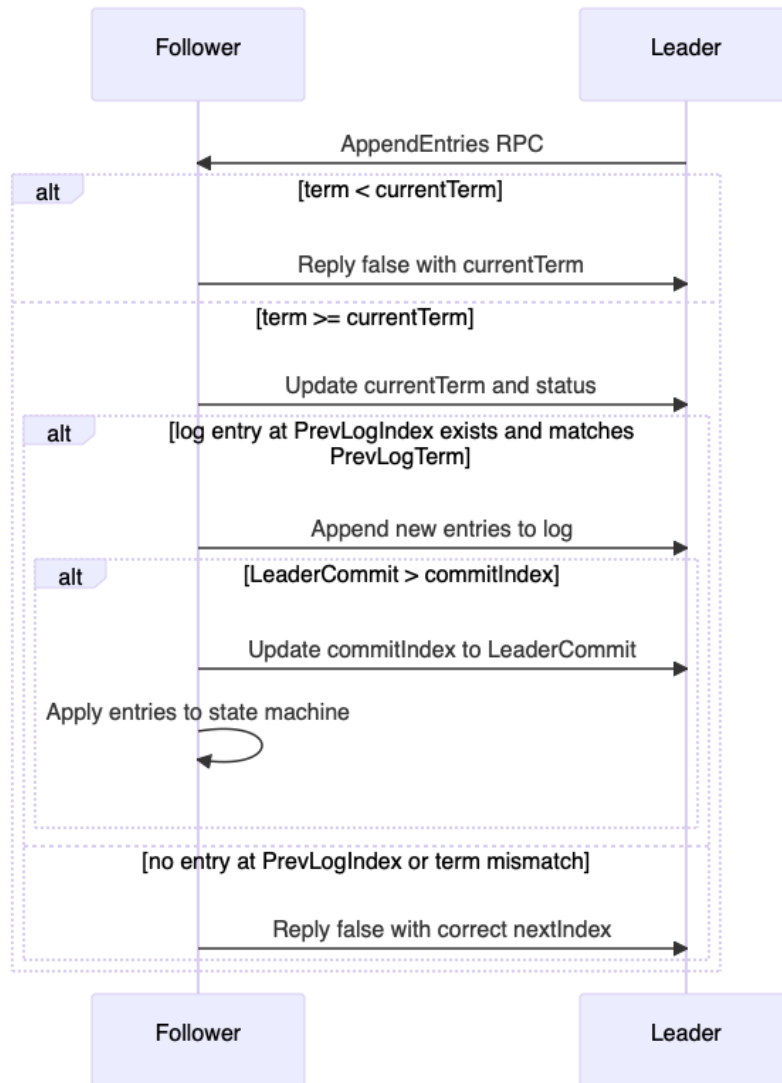 Follower
Leader
AppendEntries RPC
alt
[term < currentTerm]
Reply false with currentTerm
[term >= currentTerm]
Update currentTerm and status
alt
[log entry at PrevLogIndex exists and matches
PrevLogTerm]
Append new entries to log
alt
[LeaderCommit > commitIndex]
Update commitIndex to LeaderCommit
Apply entries to state machine
[no entry at PrevLogIndex or term mismatch]
Reply false with correct nextIndex
Follower
Leader